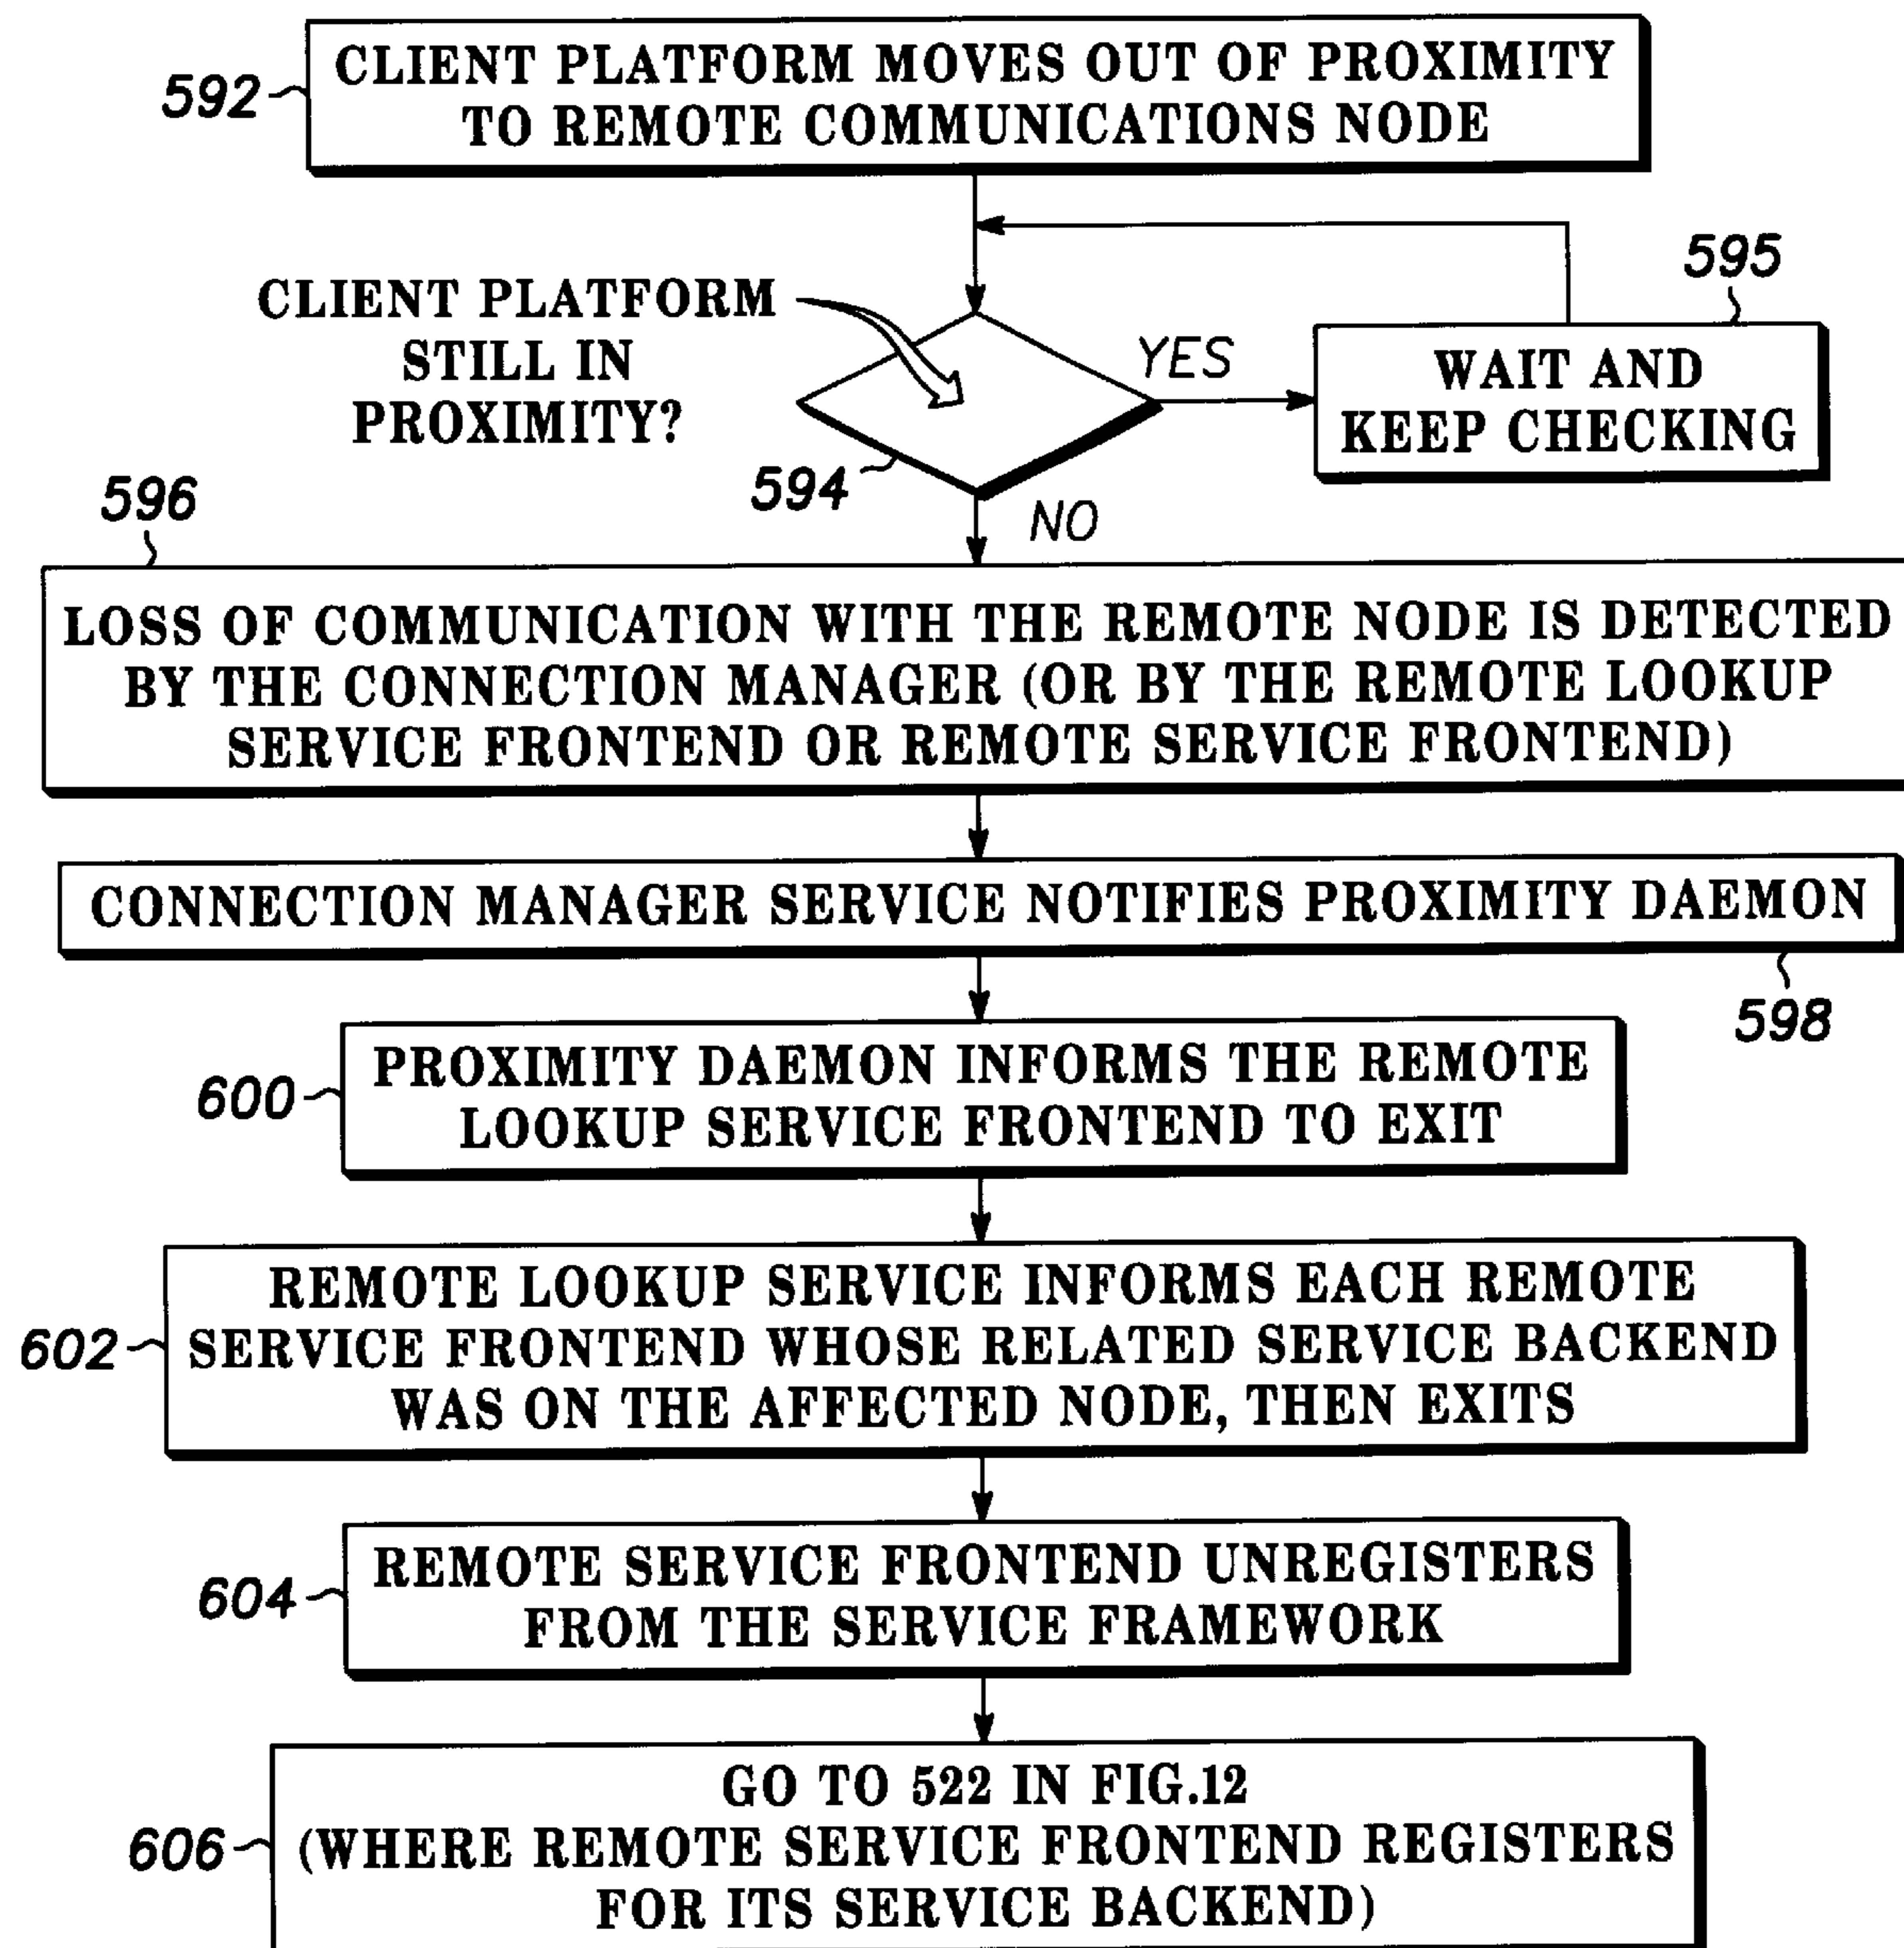 592
CLIENT PLATFORM MOVES OUT OF PROXIMITY
TO REMOTE COMMUNICATIONS NODE
CLIENT PLATFORM
STILL IN
PROXIMITY?
594
YES
595
WAIT AND
KEEP CHECKING
NO
596
LOSS OF COMMUNICATION WITH THE REMOTE NODE IS DETECTED
BY THE CONNECTION MANAGER (OR BY THE REMOTE LOOKUP
SERVICE FRONTEND OR REMOTE SERVICE FRONTEND)
CONNECTION MANAGER SERVICE NOTIFIES PROXIMITY DAEMON
598
600
PROXIMITY DAEMON INFORMS THE REMOTE
LOOKUP SERVICE FRONTEND TO EXIT
602
REMOTE LOOKUP SERVICE INFORMS EACH REMOTE
SERVICE FRONTEND WHOSE RELATED SERVICE BACKEND
WAS ON THE AFFECTED NODE, THEN EXITS
604
REMOTE SERVICE FRONTEND UNREGISTERS
FROM THE SERVICE FRAMEWORK
606
GO TO 522 IN FIG.12
(WHERE REMOTE SERVICE FRONTEND REGISTERS
FOR ITS SERVICE BACKEND)